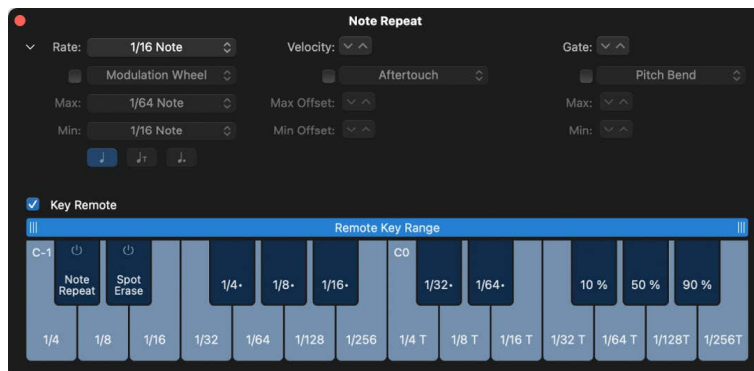 Note Repeat
Rate: 1/16 Note Velocity: Gate:
Modulation Wheel Aftertouch Pitch Bend
Max: 1/64 Note Max Offset: Max:
Min: 1/16 Note Min Offset: Min:
T
Key Remote
Remote Key Range
C-1 C0
Note Repeat
Spot Erase
1/4• 1/8• 1/16• 1/32• 1/64• 10 % 50 % 90 %
1/4 1/8 1/16 1/32 1/64 1/128 1/256 1/4 T 1/8 T 1/16 T 1/32 T 1/64 T 1/128T 1/256T